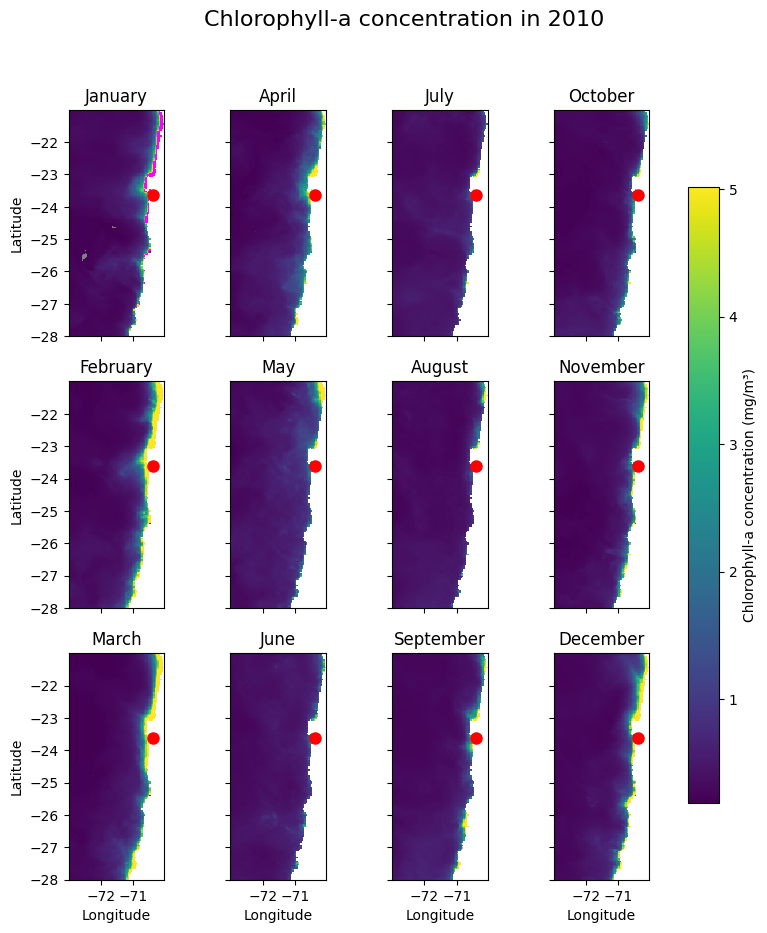 Chlorophyll-a concentration in 2010
January
April
July
October
−22
−23
−24
−25
−26
−27
−28
Latitude
February
May
August
November
−22
−23
−24
−25
−26
−27
−28
Latitude
March
June
September
December
−22
−23
−24
−25
−26
−27
−28
Latitude
−72 −71
−72 −71
−72 −71
−72 −71
Longitude
Longitude
Longitude
Longitude
5
4
3
2
1
Chlorophyll-a concentration (mg/m³)